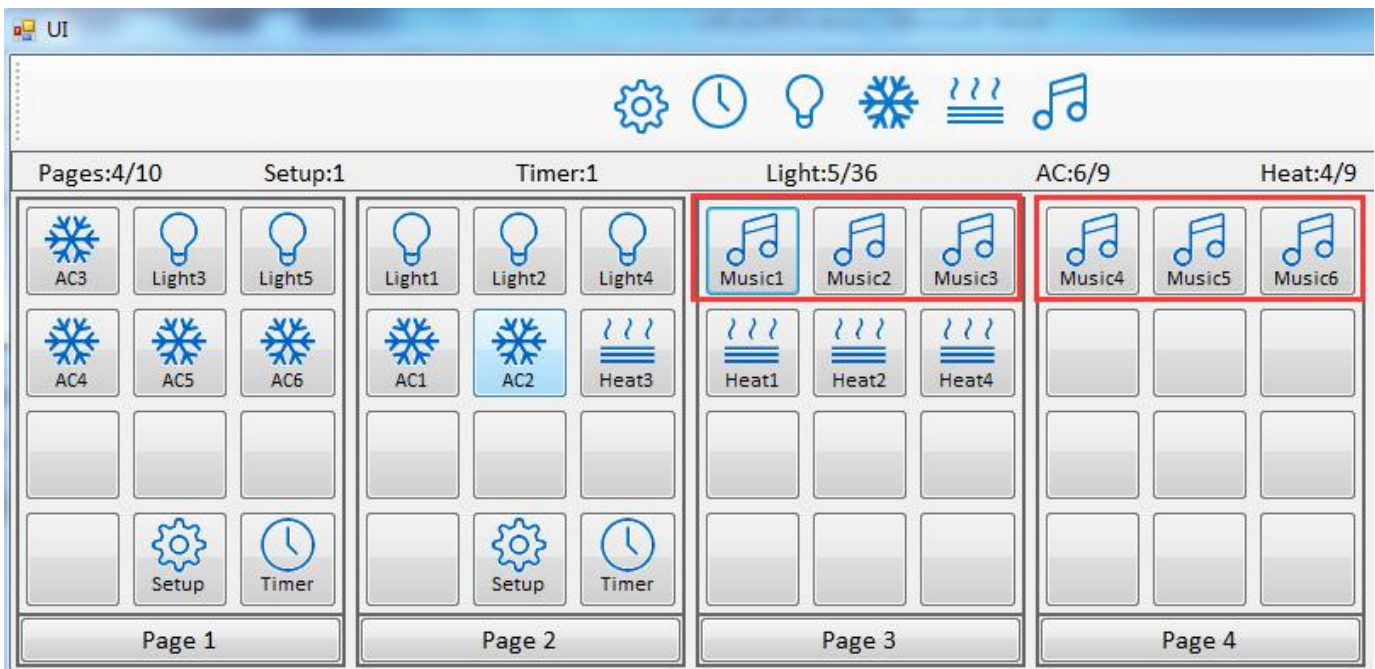 UI
Pages:4/10 Setup:1 Timer:1 Light:5/36 AC:6/9 Heat:4/9
AC3 Light3 Light5
AC4 AC5 AC6
Setup Timer
Page 1
Light1 Light2 Light4
AC1 AC2 Heat3
Setup Timer
Page 2
Music1 Music2 Music3
Heat1 Heat2 Heat4
Page 3
Music4 Music5 Music6
Page 4